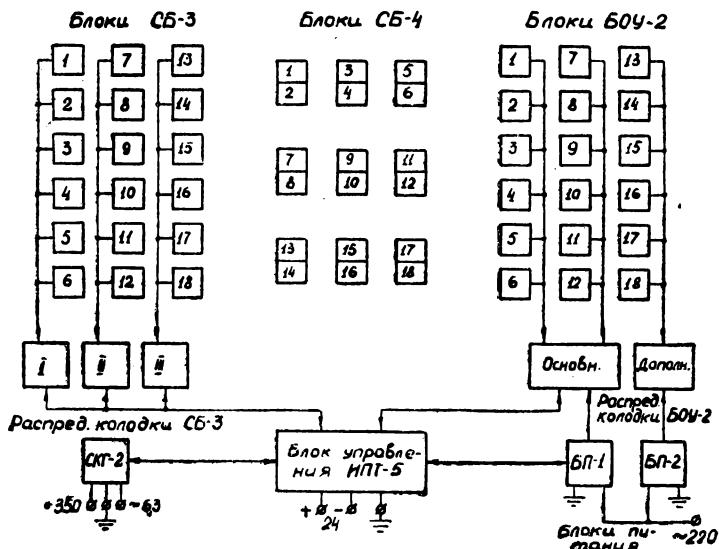 Блоки СБ-3 Блоки СБ-4 Блоки БОУ-2
1 7 13 1 3 5 1 7 13
2 8 14 2 4 6 2 8 14
3 9 15 7 9 11 3 9 15
4 10 16 8 10 12 4 10 16
5 11 17 13 15 17 5 11 17
6 12 18 14 16 18 6 12 18
I II III Основн. Дополн.
Распред. колодки СБ-3
Распред.
колодки БОУ-2
СКГ-2
Блок управле-
ния ИПТ-5
БП-1 БП-2
+350 ~6,3
+ -
24
Блоки пи-
тания
~220